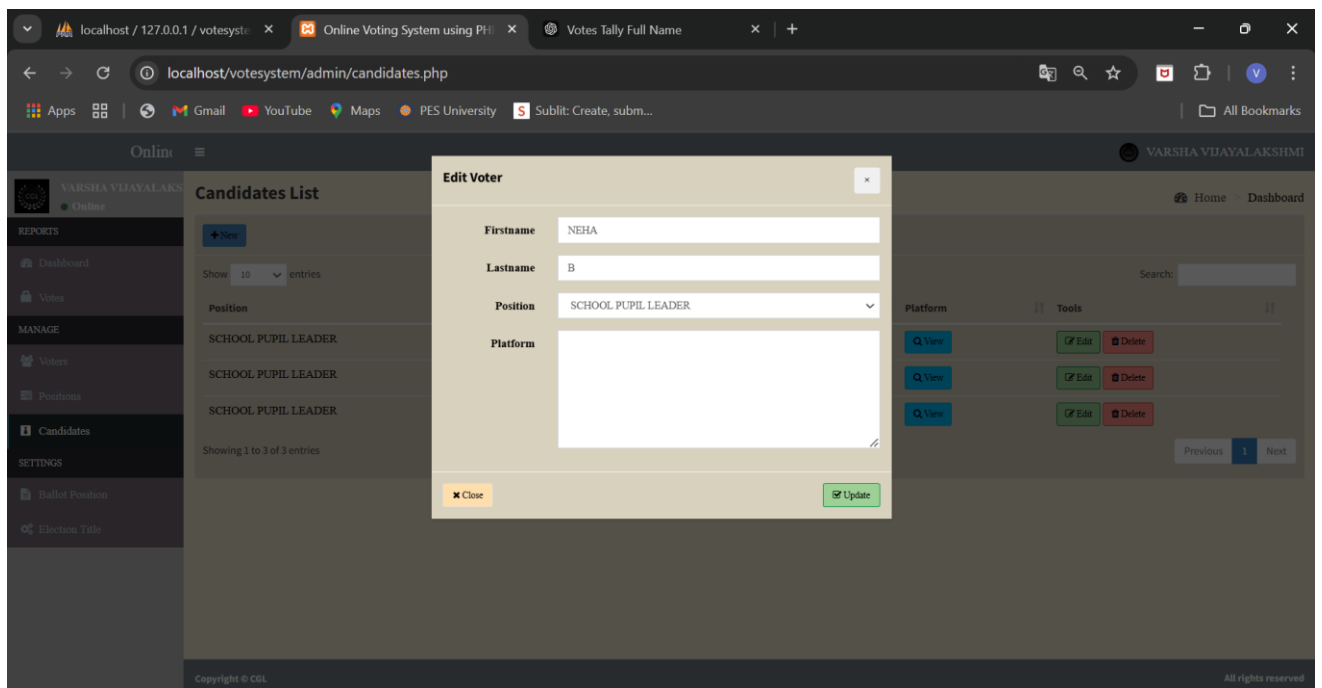 localhost / 127.0.0.1 / votesyste
Online Voting System using PH
Votes Tally Full Name
localhost/votesystem/admin/candidates.php
V
Apps
Gmail
YouTube
Maps
PES University
S Sublit: Create, subm...
All Bookmarks
Onlin
VARSHA VIJAYALAKSHMI
VARSHA VIJAYALAKS
Online
Candidates List
Home > Dashboard
REPORTS
Dashboard
Votes
MANAGE
Voters
Positions
Candidates
SETTINGS
Ballot Position
Election Title
+New
Show 10 entries
Search:
Position
Platform
Tools
SCHOOL PUPIL LEADER
View
Edit
Delete
SCHOOL PUPIL LEADER
View
Edit
Delete
SCHOOL PUPIL LEADER
View
Edit
Delete
Showing 1 to 3 of 3 entries
Previous 1 Next
Edit Voter
×
Firstname NEHA
Lastname B
Position SCHOOL PUPIL LEADER
Platform
Close
Update
Copyright © CGL
All rights reserved